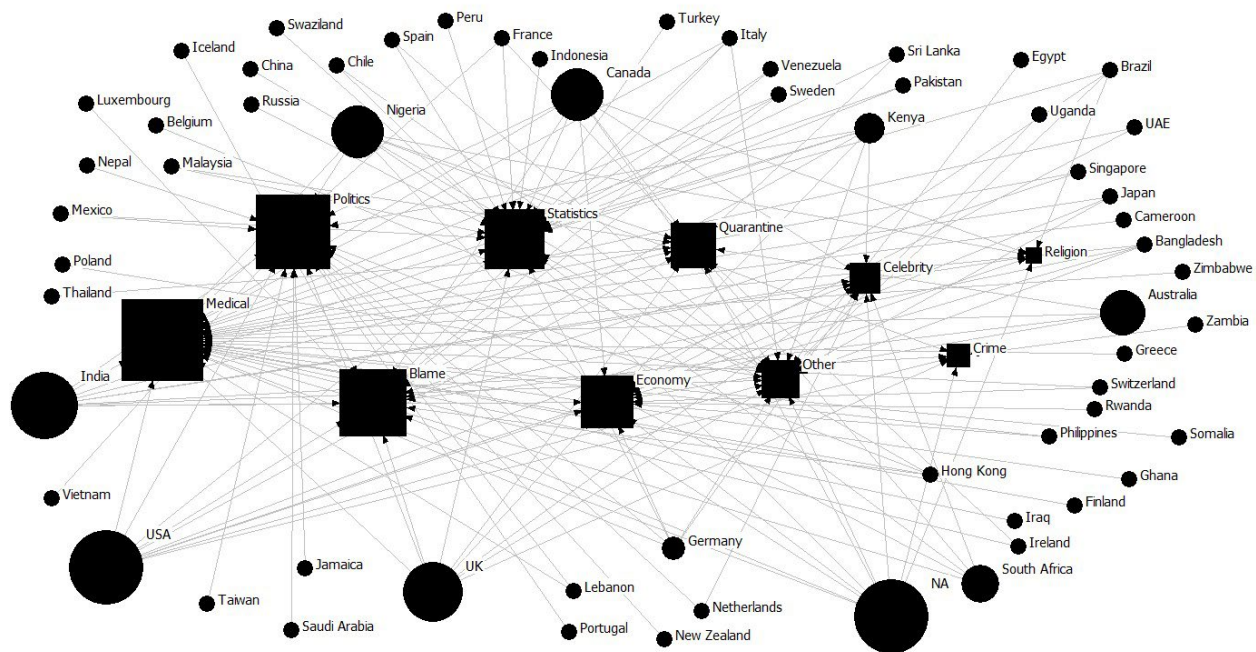 Swaziland
Peru
Turkey
Spain
France
Italy
Iceland
Indonesia
Sri Lanka
Egypt
China
Chile
Canada
Venezuela
Brazil
Pakistan
Sweden
Luxembourg
Russia
Nigeria
Uganda
Belgium
Kenya
UAE
Nepal
Malaysia
Singapore
Politics
Japan
Mexico
Statistics
Cameroon
Quarantine
Bangladesh
Religion
Poland
Celebrity
Zimbabwe
Thailand
Medical
Australia
Zambia
Crime
Greece
India
Blame
Economy
Other
Switzerland
Rwanda
Philippines
Somalia
Hong Kong
Ghana
Vietnam
Finland
USA
Iraq
Germany
Ireland
Jamaica
UK
NA
South Africa
Lebanon
Taiwan
Netherlands
Saudi Arabia
Portugal
New Zealand